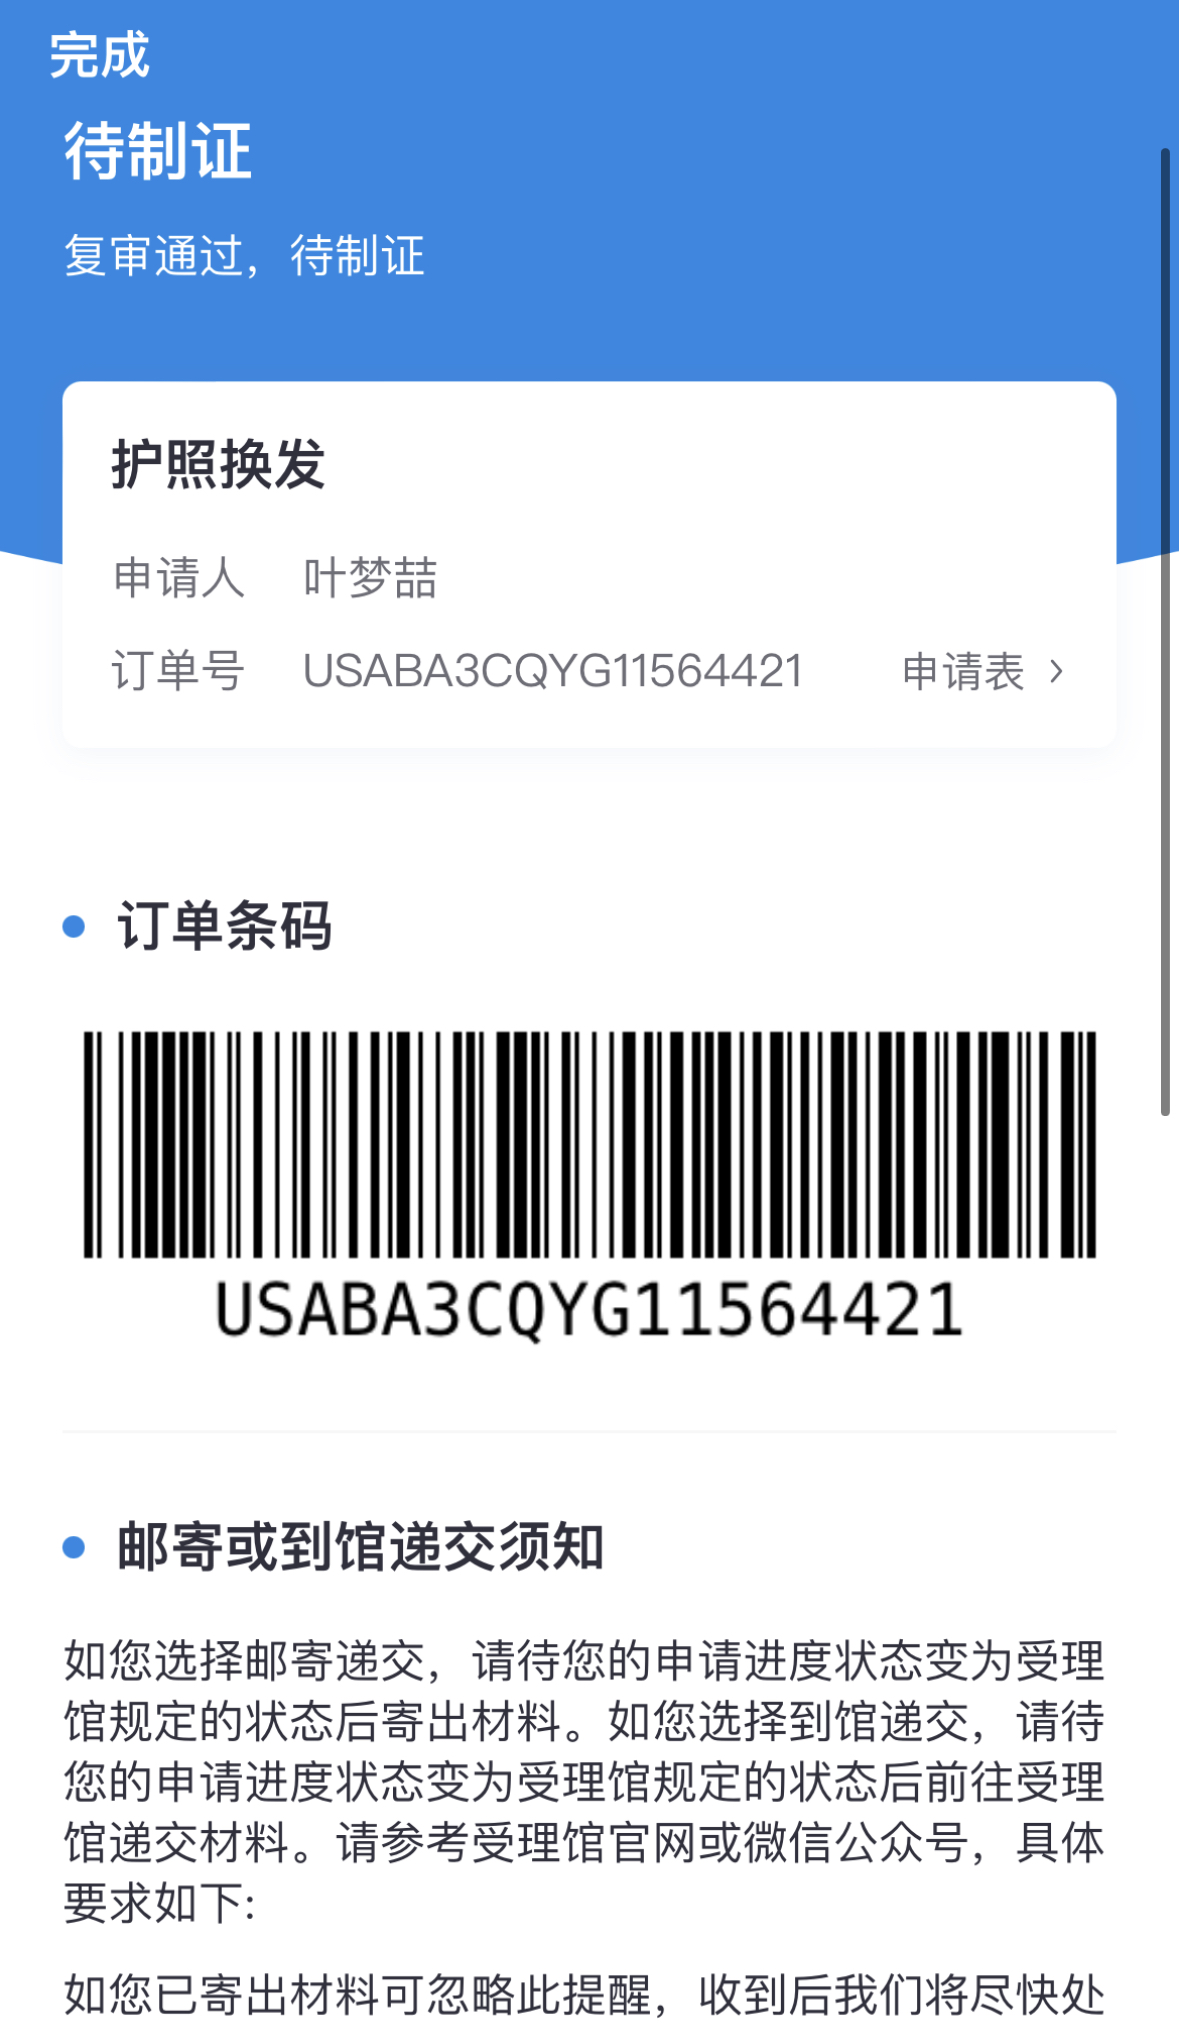 完成
待制证
复审通过，待制证
护照换发
申请人 叶梦喆
订单号 USABA3CQYG11564421 申请表 >
订单条码
USABA3CQYG11564421
邮寄或到馆递交须知
如您选择邮寄递交，请待您的申请进度状态变为受理
馆规定的状态后寄出材料。如您选择到馆递交，请待
您的申请进度状态变为受理馆规定的状态后前往受理
馆递交材料。请参考受理馆官网或微信公众号，具体
要求如下:
如您已寄出材料可忽略此提醒，收到后我们将尽快处